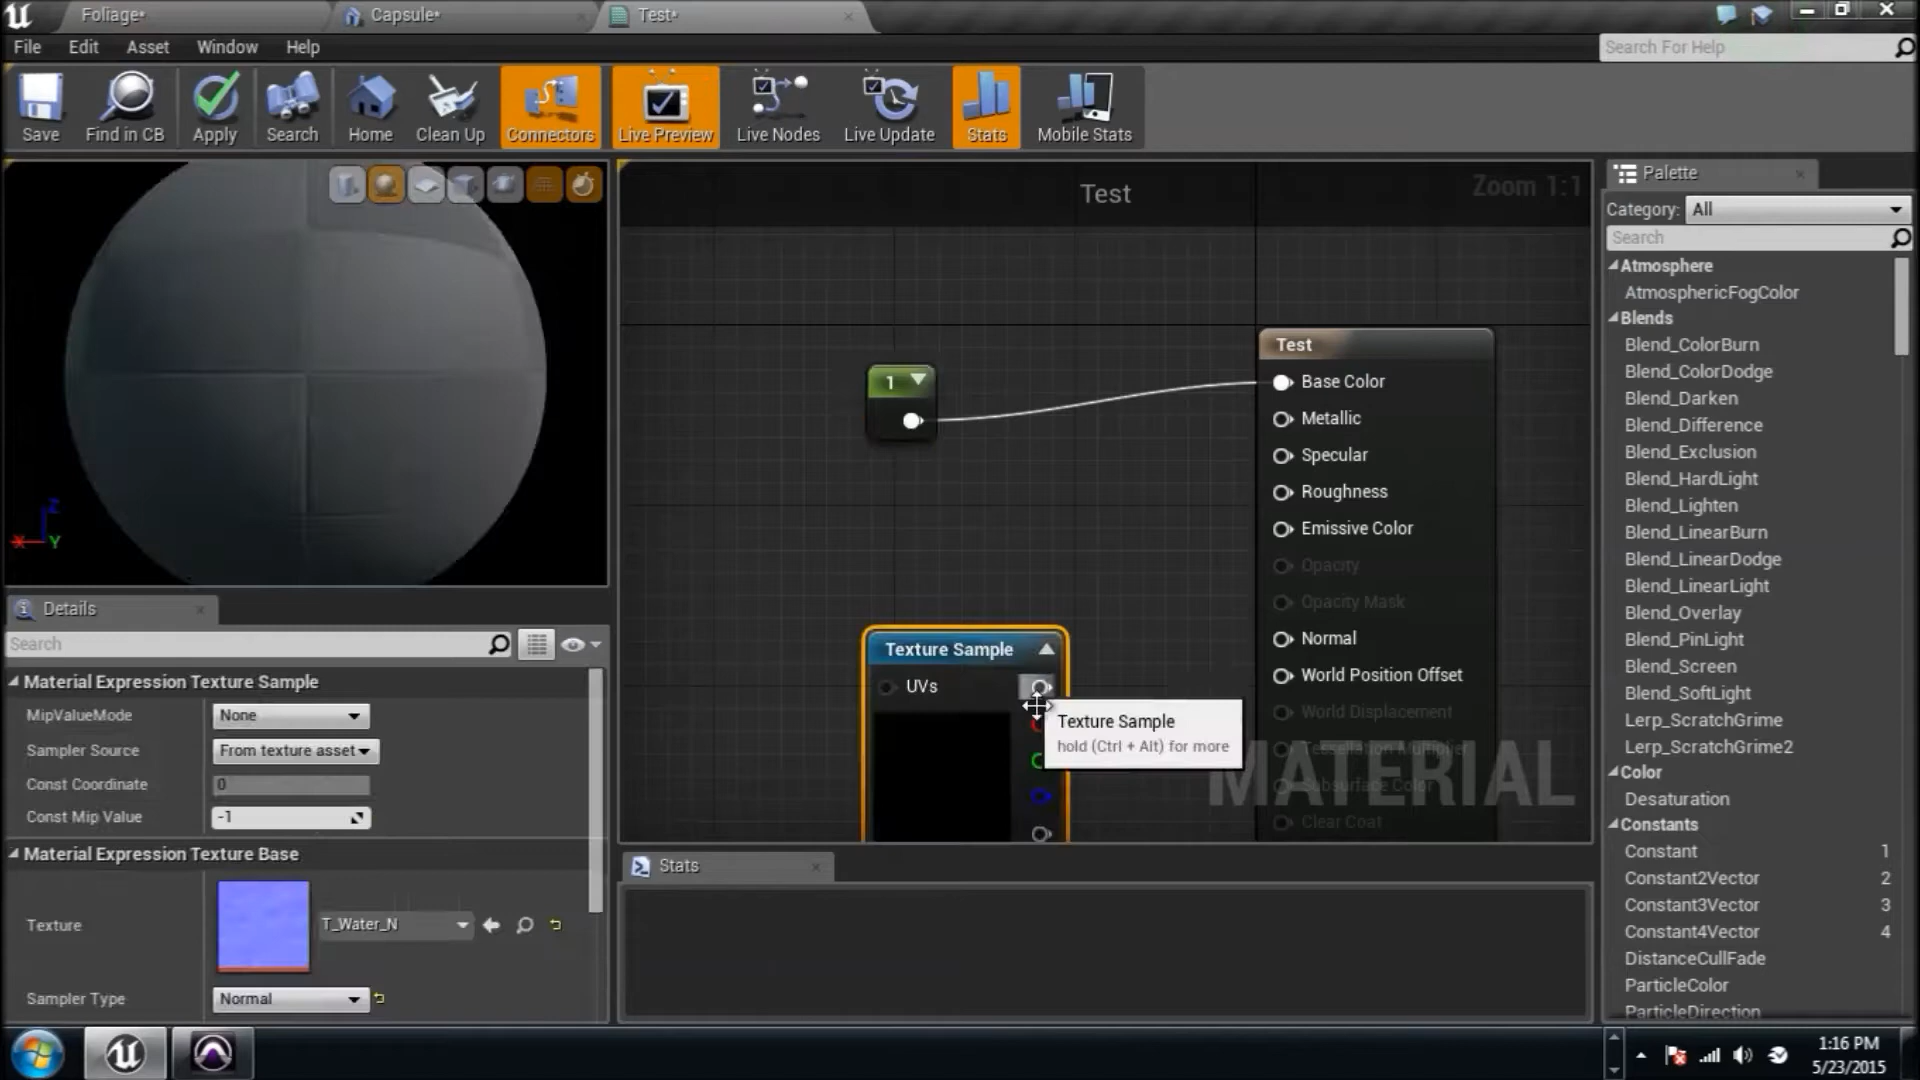 Foliage*
Capsule*
Test*
File Edit Asset Window Help
Search For Help
Save
Find in CB
Apply
Search
Home
Clean Up
Connectors
Live Preview
Live Nodes
Live Update
Stats
Mobile Stats
Test
Zoom 1:1
1
Test
Base Color
Metallic
Specular
Roughness
Emissive Color
Opacity
Opacity Mask
Normal
World Position Offset
World Displacement
Tessellation Multiplier
Subsurface Color
Clear Coat
MATERIAL
Texture Sample
UVs
Texture Sample
hold (Ctrl + Alt) for more
Z
X
Y
Details
Search
Material Expression Texture Sample
MipValueMode None
Sampler Source From texture asset
Const Coordinate 0
Const Mip Value -1
Material Expression Texture Base
Texture T_Water_N
Sampler Type Normal
Stats
Palette
Category: All
Search
Atmosphere
AtmosphericFogColor
Blends
Blend_ColorBurn
Blend_ColorDodge
Blend_Darken
Blend_Difference
Blend_Exclusion
Blend_HardLight
Blend_Lighten
Blend_LinearBurn
Blend_LinearDodge
Blend_LinearLight
Blend_Overlay
Blend_PinLight
Blend_Screen
Blend_SoftLight
Lerp_ScratchGrime
Lerp_ScratchGrime2
Color
Desaturation
Constants
Constant 1
Constant2Vector 2
Constant3Vector 3
Constant4Vector 4
DistanceCullFade
ParticleColor
ParticleDirection
1:16 PM
5/23/2015